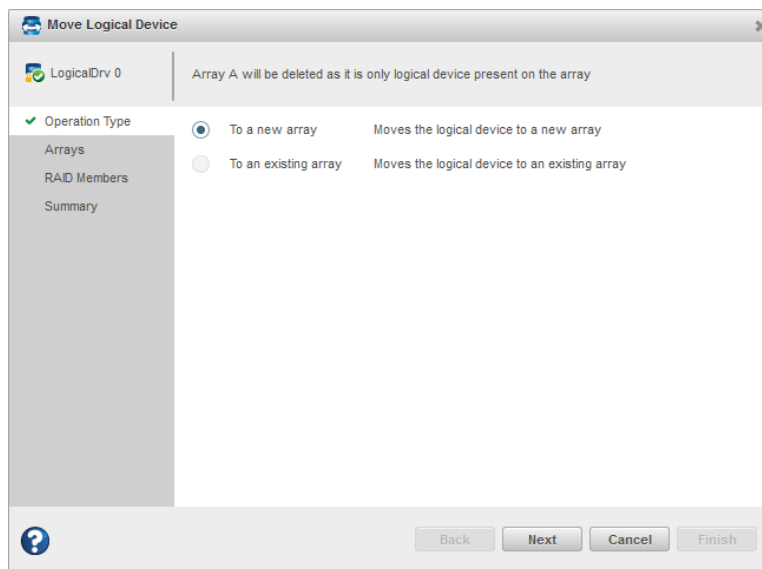 Move Logical Device
LogicalDrv 0
Array A will be deleted as it is only logical device present on the array
Operation Type
Arrays
RAID Members
Summary
To a new array Moves the logical device to a new array
To an existing array Moves the logical device to an existing array
? Back Next Cancel Finish